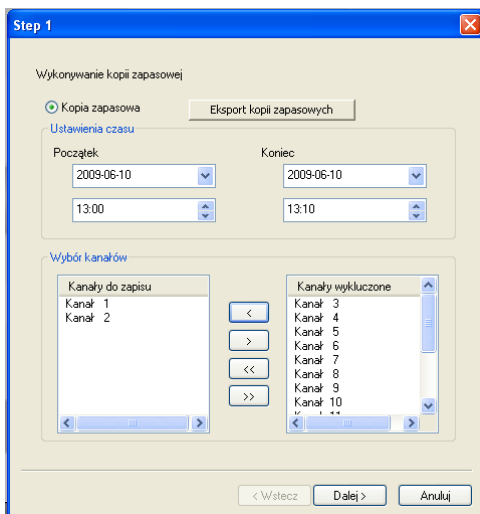 Step 1
Wykonywanie kopii zapasowej
Kopia zapasowa
Eksport kopii zapasowych
Ustawienia czasu
Początek
Koniec
2009-06-10
2009-06-10
13:00
13:10
Wybór kanałów
Kanały do zapisu
Kanał 1
Kanał 2
<
>
<<
>>
Kanały wykluczone
Kanał 3
Kanał 4
Kanał 5
Kanał 6
Kanał 7
Kanał 8
Kanał 9
Kanał 10
Kanał 11
< Wstecz
Dalej >
Anuluj